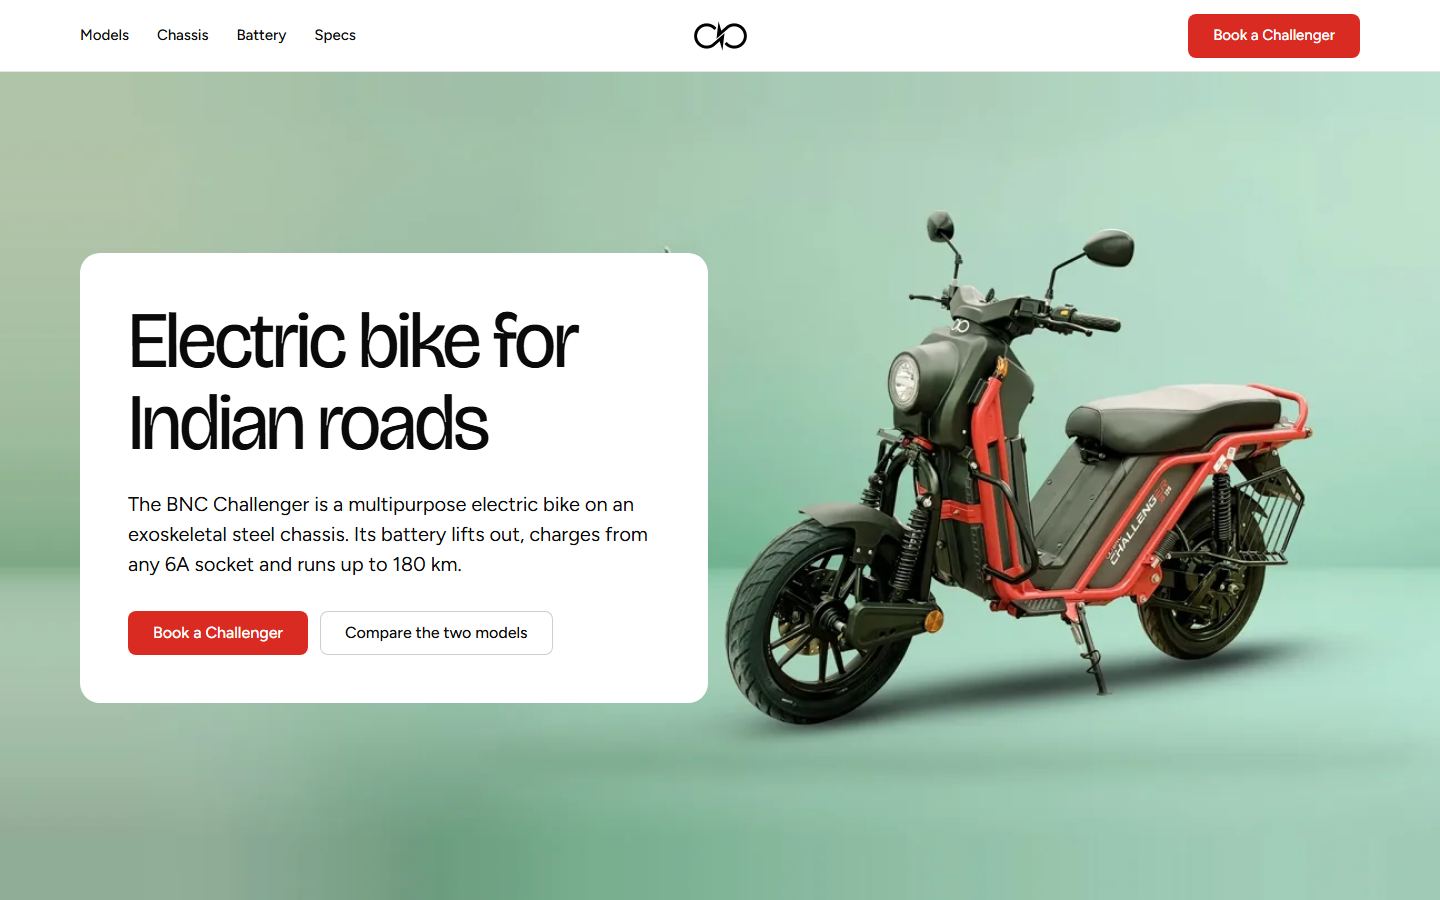 Models Chassis Battery Specs
Book a Challenger
Electric bike for
Indian roads
The BNC Challenger is a multipurpose electric bike on an
exoskeletal steel chassis. Its battery lifts out, charges from
any 6A socket and runs up to 180 km.
Book a Challenger
Compare the two models
CHALLENGER